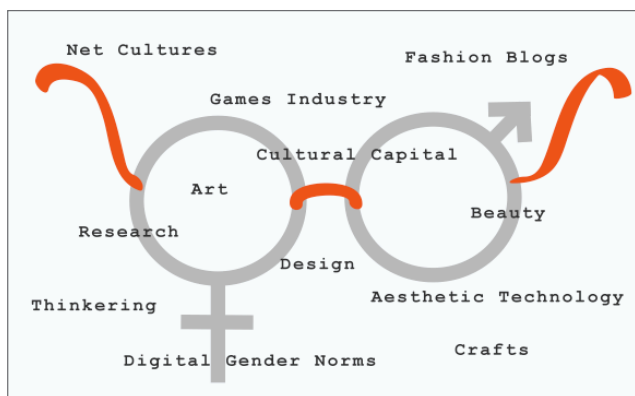 Net Cultures
Fashion Blogs
Games Industry
Cultural Capital
Art
Beauty
Research
Design
Aesthetic Technology
Thinkering
Crafts
Digital Gender Norms